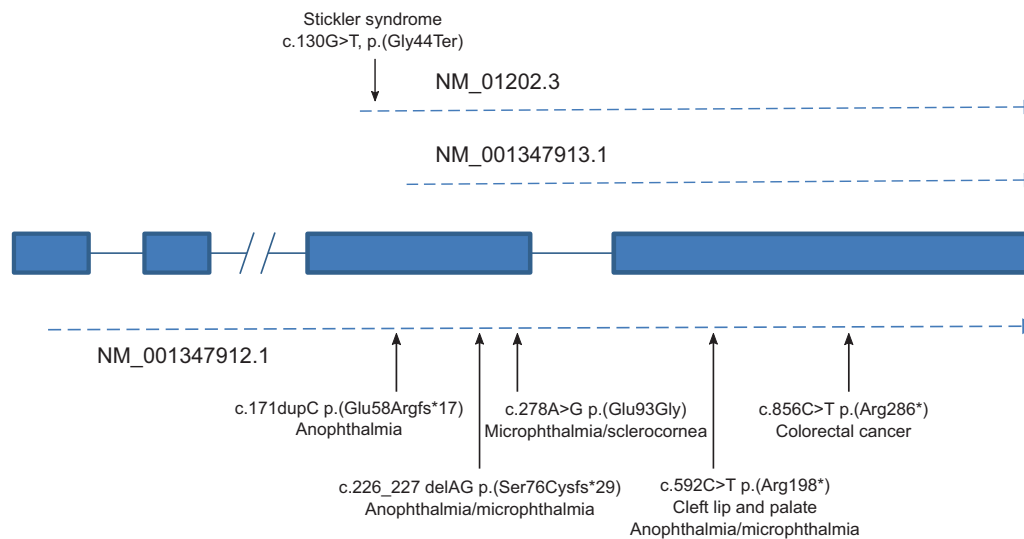 Stickler syndrome
c.130G>T, p.(Gly44Ter)
NM_01202.3
NM_001347913.1
NM_001347912.1
c.171dupC p.(Glu58Argfs*17)
Anophthalmia
c.278A>G p.(Glu93Gly)
Microphthalmia/sclerocornea
c.856C>T p.(Arg286*)
Colorectal cancer
c.226_227 delAG p.(Ser76Cysfs*29)
Anophthalmia/microphthalmia
c.592C>T p.(Arg198*)
Cleft lip and palate
Anophthalmia/microphthalmia